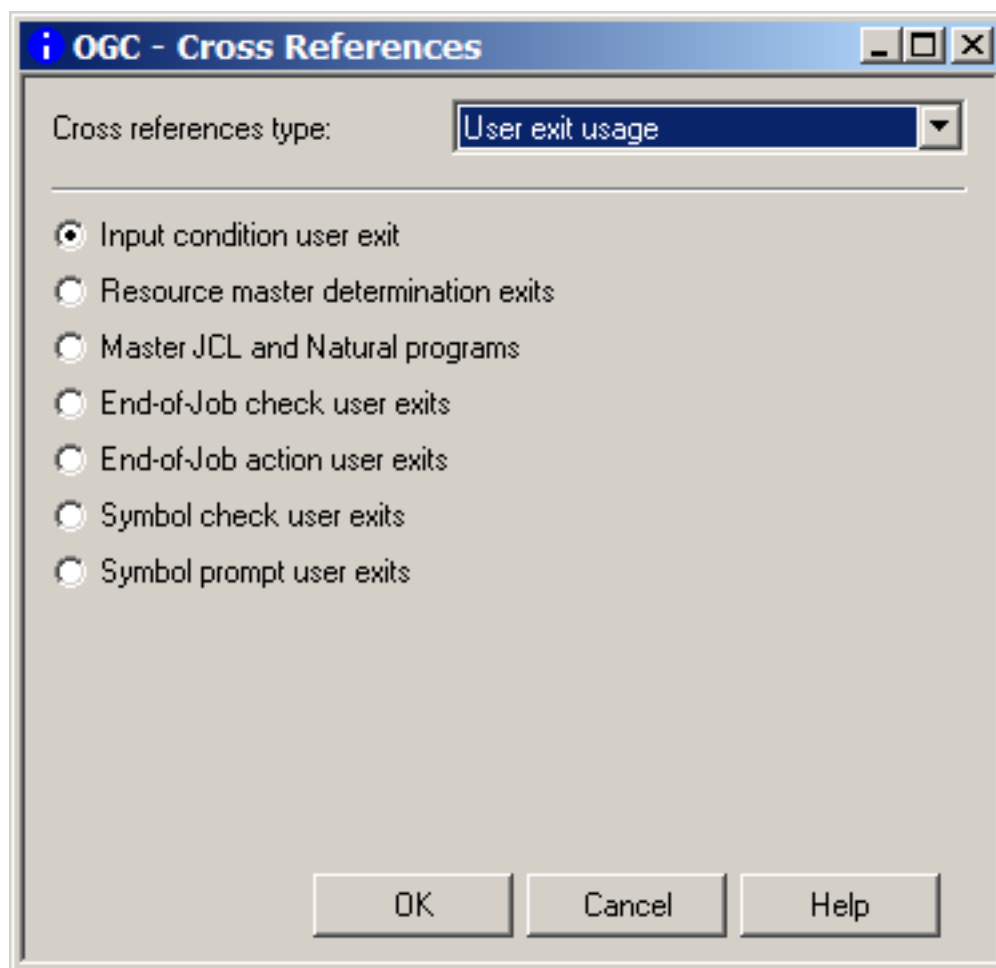 OGC - Cross References
Cross references type: User exit usage
Input condition user exit
Resource master determination exits
Master JCL and Natural programs
End-of-Job check user exits
End-of-Job action user exits
Symbol check user exits
Symbol prompt user exits
OK Cancel Help